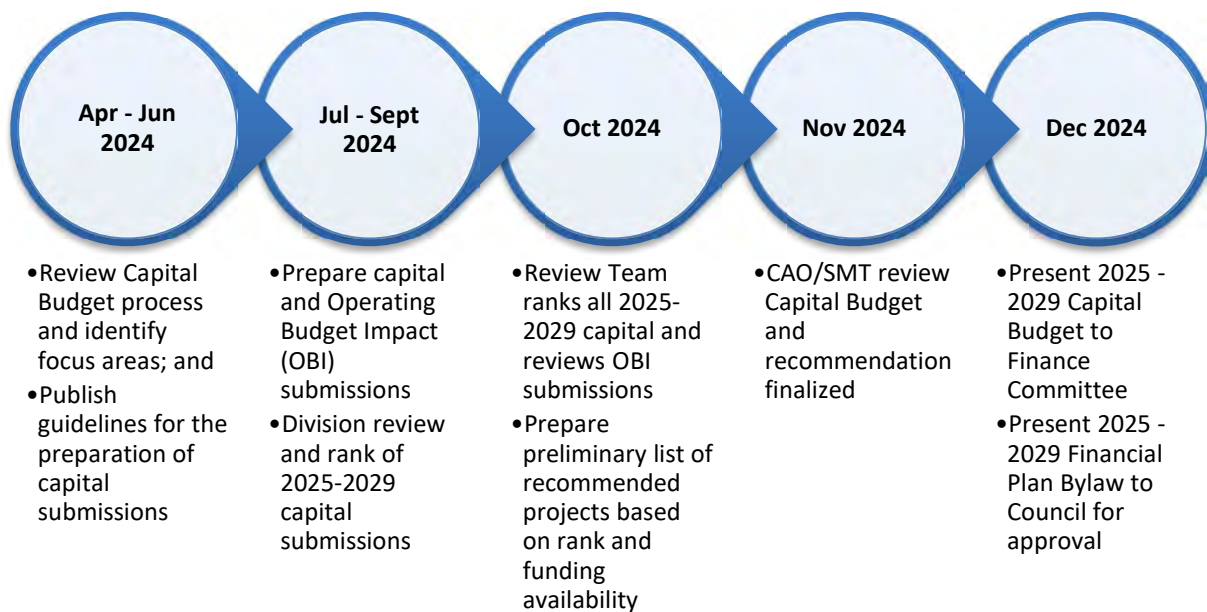 Apr - Jun
2024
Jul - Sept
2024
Oct 2024
Nov 2024
Dec 2024
•Review Capital
Budget process
and identify
focus areas; and
•Publish
guidelines for the
preparation of
capital
submissions
•Prepare capital
and Operating
Budget Impact
(OBI)
submissions
•Division review
and rank of
2025-2029
capital
submissions
•Review Team
ranks all 2025-
2029 capital and
reviews OBI
submissions
•Prepare
preliminary list of
recommended
projects based
on rank and
funding
availability
•CAO/SMT review
Capital Budget
and
recommendation
finalized
•Present 2025 -
2029 Capital
Budget to
Finance
Committee
•Present 2025 -
2029 Financial
Plan Bylaw to
Council for
approval